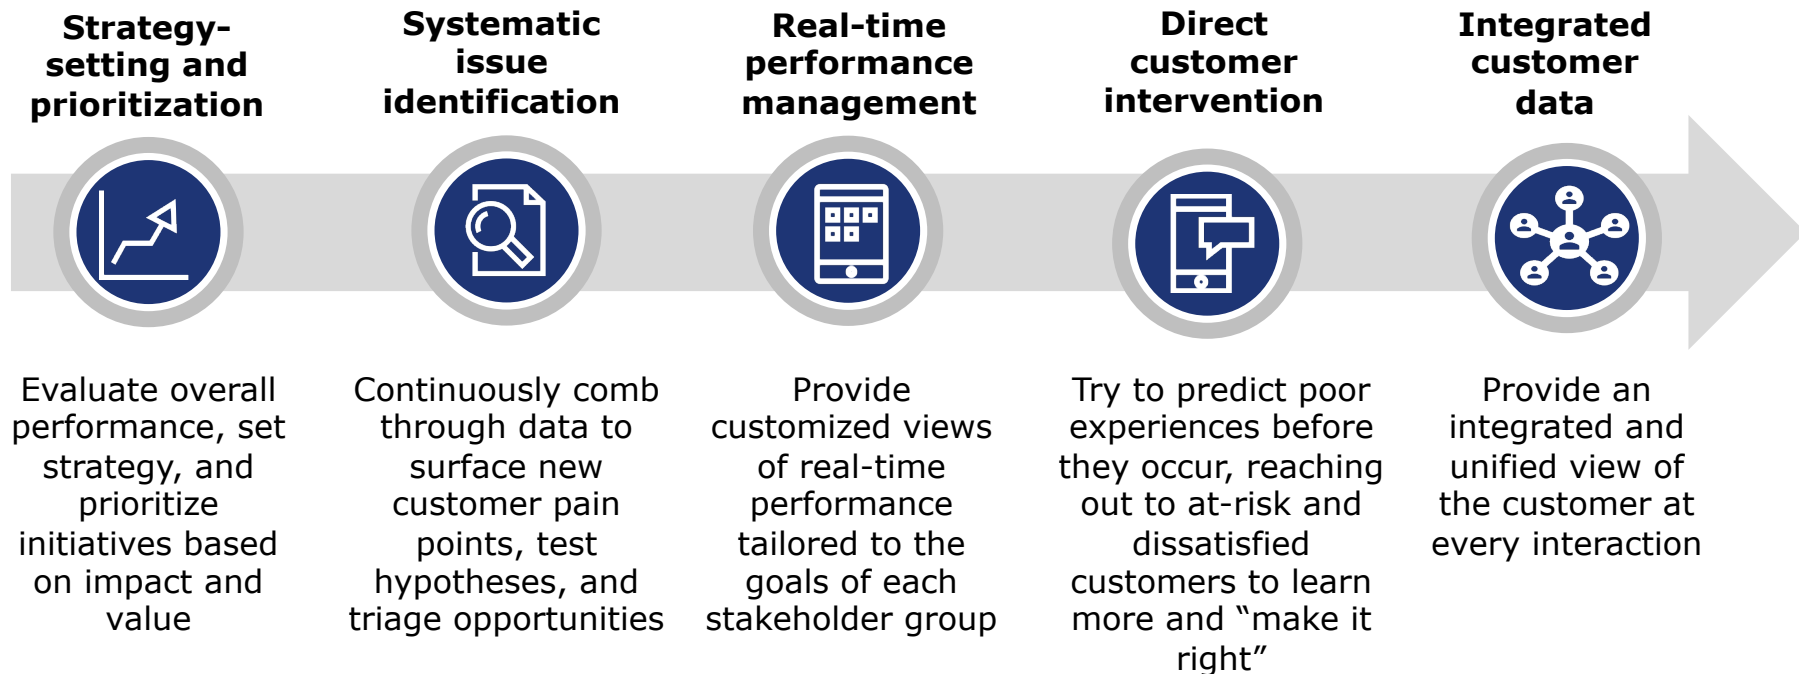 Strategy-
setting and
prioritization
Systematic
issue
identification
Real-time
performance
management
Direct
customer
intervention
Integrated
customer
data
Evaluate overall
performance, set
strategy, and
prioritize
initiatives based
on impact and
value
Continuously comb
through data to
surface new
customer pain
points, test
hypotheses, and
triage opportunities
Provide
customized views
of real-time
performance
tailored to the
goals of each
stakeholder group
Try to predict poor
experiences before
they occur, reaching
out to at-risk and
dissatisfied
customers to learn
more and “make it
right”
Provide an
integrated and
unified view of
the customer at
every interaction